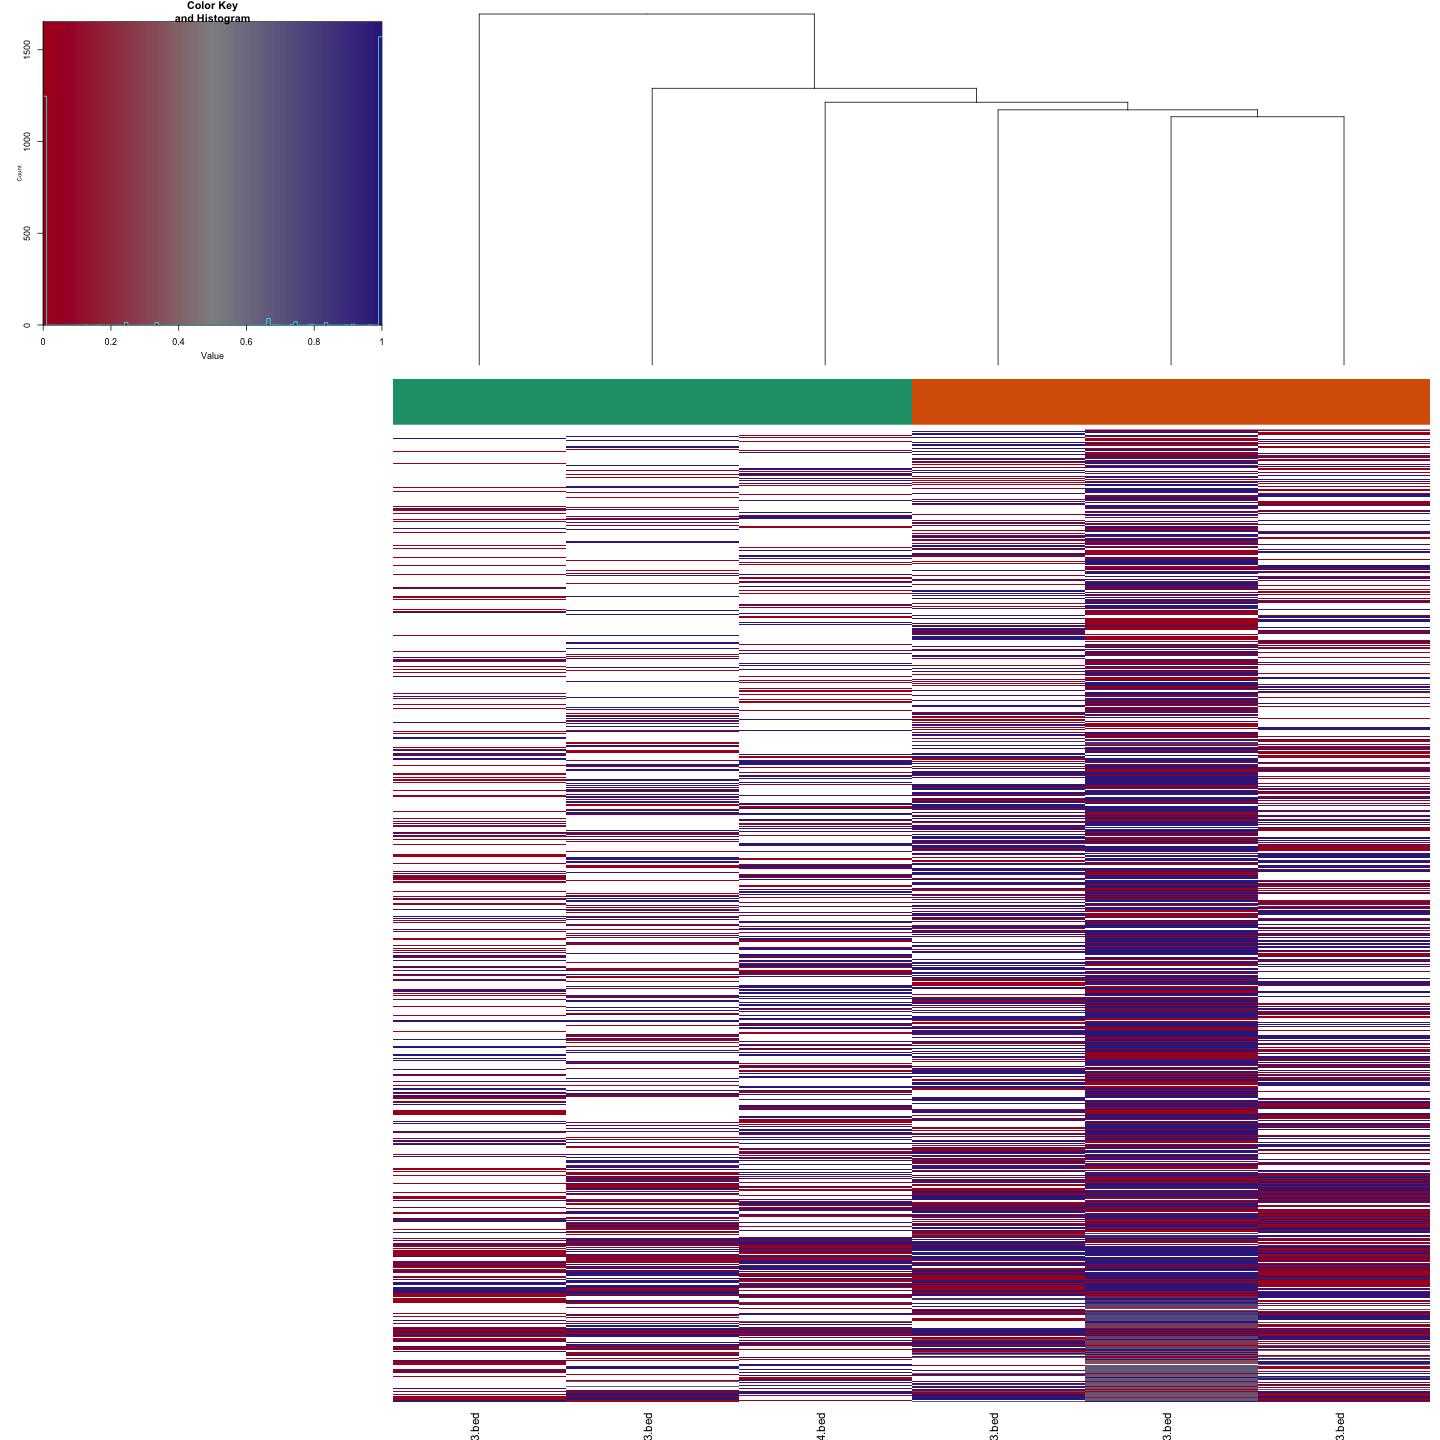 Color Key
and Histogram
Count
0
500
1000
1500
0 0.2 0.4 0.6 0.8 1
Value
3.bed 3.bed 4.bed 3.bed 3.bed 3.bed